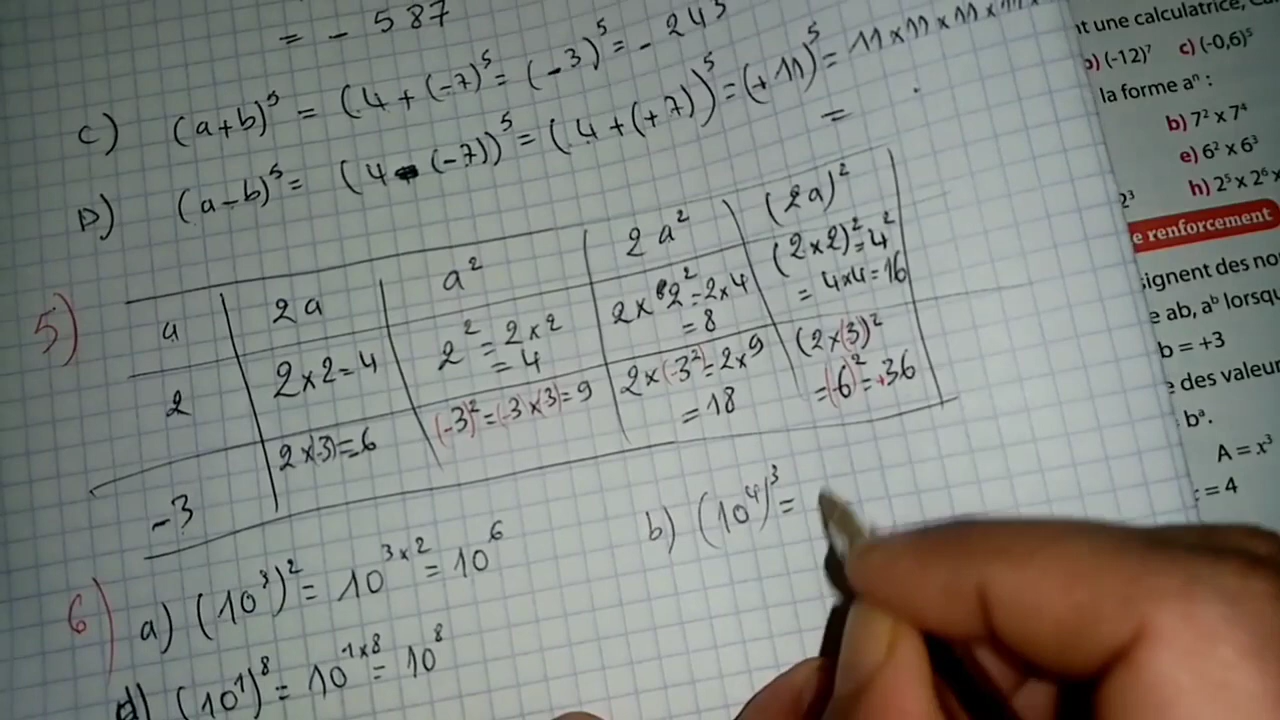 = - 587
c) (a+b)⁵ = (4 + (-7)⁵ = (-3)⁵ = - 243
D) (a-b)⁵ = (4 - (-7))⁵ = (4+(+7))⁵ = (+11)⁵ = 11×11×11×11×
=
5)
a | 2a | a² | 2a² | (2a)²
2 | 2×2=4 | 2² = 2×2 = 4 | 2×2² = 2×4 = 8 | (2×2)² = 4² = 4×4 = 16
-3 | 2×(3)=6 | (-3)² = (-3)×(3) = 9 | 2×(-3²) = 2×9 = 18 | (2×(3)² = (-6)² = +36
6) a) (10³)² = 10³ˣ² = 10⁶
b) (10⁴)³ =
d) (10¹)⁸ = 10¹ˣ⁸ = 10⁸
nt une calculatrice,
b) (-12)⁷ c) (-0,6)⁵
la forme aⁿ :
b) 7² x 7⁴
e) 6² x 6³
2³ h) 2⁵ x 2⁶ x
e renforcement
signent des no
e ab, aᵇ lorsqu
b = +3
e des valeur
bᵃ.
A = x³
= 4